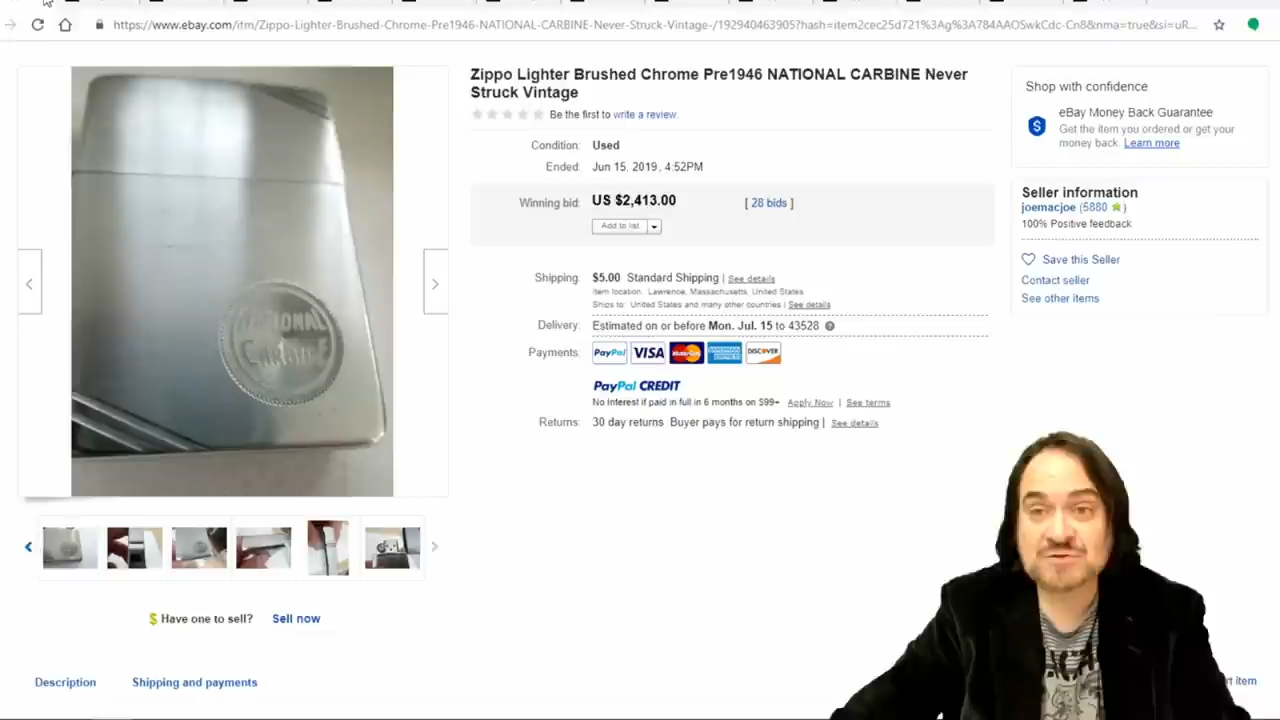 https://www.ebay.com/itm/Zippo-Lighter-Brushed-Chrome-Pre1946-NATIONAL-CARBINE-Never-Struck-Vintage-/192940463905?hash=item2cec25d721%3Ag%3A784AAOSwkCdc-Cn8&nma=true&si=uR...
Zippo Lighter Brushed Chrome Pre1946 NATIONAL CARBINE Never
Struck Vintage
Be the first to write a review.
Condition: Used
Ended: Jun 15, 2019 , 4:52PM
Winning bid: US $2,413.00 [ 28 bids ]
Add to list
Shipping: $5.00 Standard Shipping | See details
Item location: Lawrence, Massachusetts, United States
Ships to: United States and many other countries | See details
Delivery: Estimated on or before Mon. Jul. 15 to 43528
Payments: PayPal VISA MasterCard DISCOVER
PayPal CREDIT
No Interest if paid in full in 6 months on $99+ Apply Now | See terms
Returns: 30 day returns Buyer pays for return shipping | See details
Shop with confidence
eBay Money Back Guarantee
Get the item you ordered or get your
money back. Learn more
Seller information
joemacjoe (5880 )
100% Positive feedback
Save this Seller
Contact seller
See other items
NATIONAL
$ Have one to sell? Sell now
Description Shipping and payments
rt item